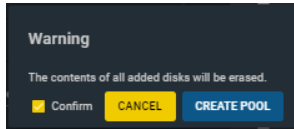 Warning
The contents of all added disks will be erased.
Confirm CANCEL CREATE POOL